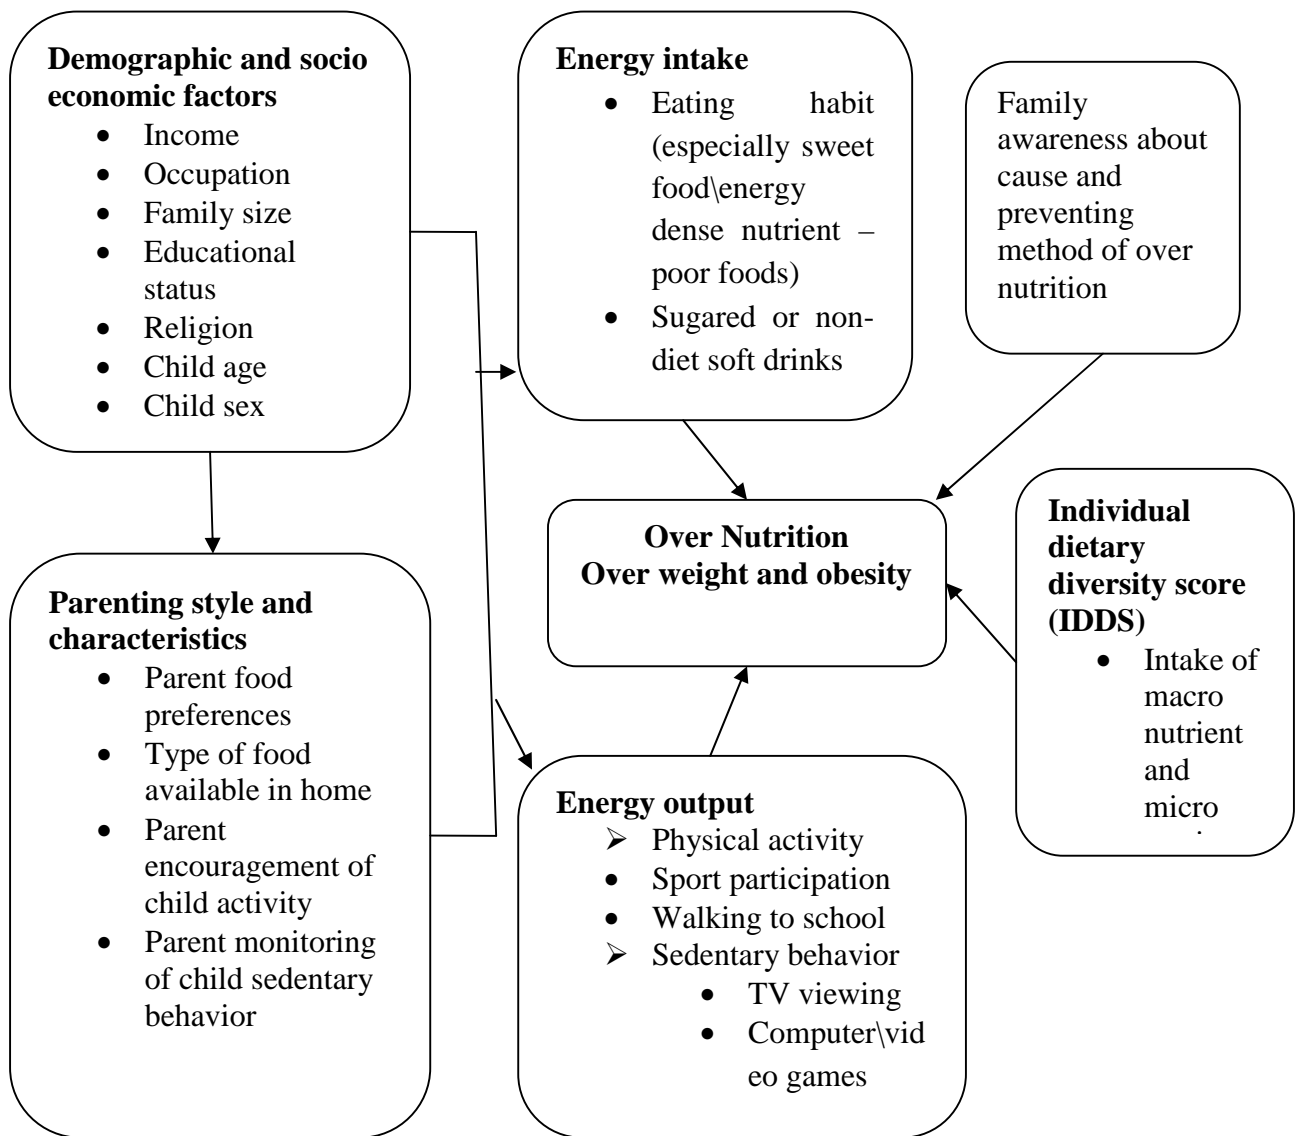 Demographic and socio
economic factors
• Income
• Occupation
• Family size
• Educational
status
• Religion
• Child age
• Child sex
Energy intake
• Eating habit
(especially sweet
food\energy
dense nutrient –
poor foods)
• Sugared or non-
diet soft drinks
Family
awareness about
cause and
preventing
method of over
nutrition
Over Nutrition
Over weight and obesity
Individual
dietary
diversity score
(IDDS)
• Intake of
macro
nutrient
and
micro
Parenting style and
characteristics
• Parent food
preferences
• Type of food
available in home
• Parent
encouragement of
child activity
• Parent monitoring
of child sedentary
behavior
Energy output
➢ Physical activity
• Sport participation
• Walking to school
➢ Sedentary behavior
• TV viewing
• Computer\vid
eo games